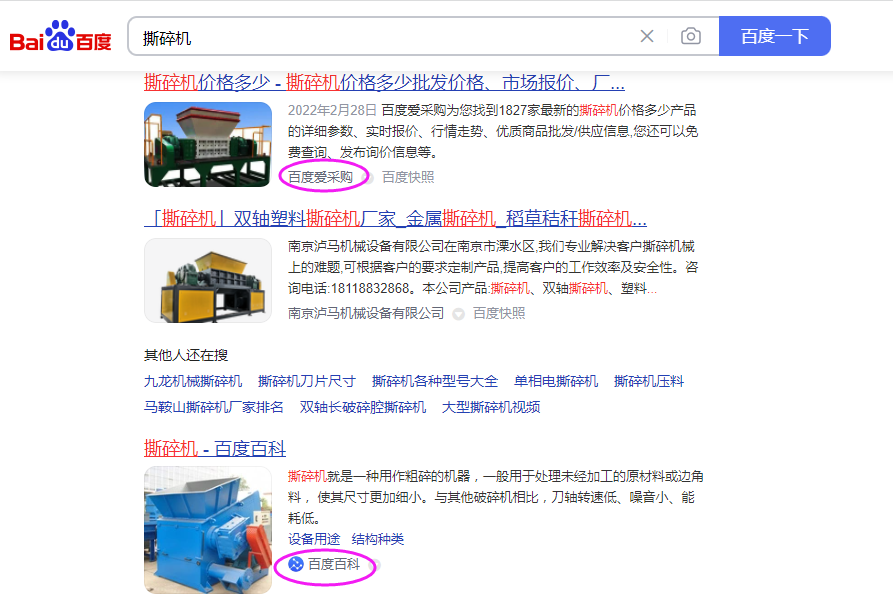 Bai du 百度 撕碎机 百度一下
撕碎机价格多少 - 撕碎机价格多少批发价格、市场报价、厂...
2022年2月28日 百度爱采购为您找到1827家最新的撕碎机价格多少产品
的详细参数、实时报价、行情走势、优质商品批发/供应信息,您还可以免
费查询、发布询价信息等。
百度爱采购 百度快照
「撕碎机」双轴塑料撕碎机厂家_金属撕碎机_稻草秸秆撕碎机...
南京泸马机械设备有限公司在南京市溧水区,我们专业解决客户撕碎机械
上的难题,可根据客户的要求定制产品,提高客户的工作效率及安全性。咨
询电话:18118832868。本公司产品:撕碎机、双轴撕碎机、塑料...
南京泸马机械设备有限公司 百度快照
其他人还在搜
九龙机械撕碎机 撕碎机刀片尺寸 撕碎机各种型号大全 单相电撕碎机 撕碎机压料
马鞍山撕碎机厂家排名 双轴长破碎腔撕碎机 大型撕碎机视频
撕碎机 - 百度百科
撕碎机就是一种用作粗碎的机器，一般用于处理未经加工的原材料或边角
料， 使其尺寸更加细小。与其他破碎机相比，刀轴转速低、噪音小、能
耗低。
设备用途 结构种类
百度百科